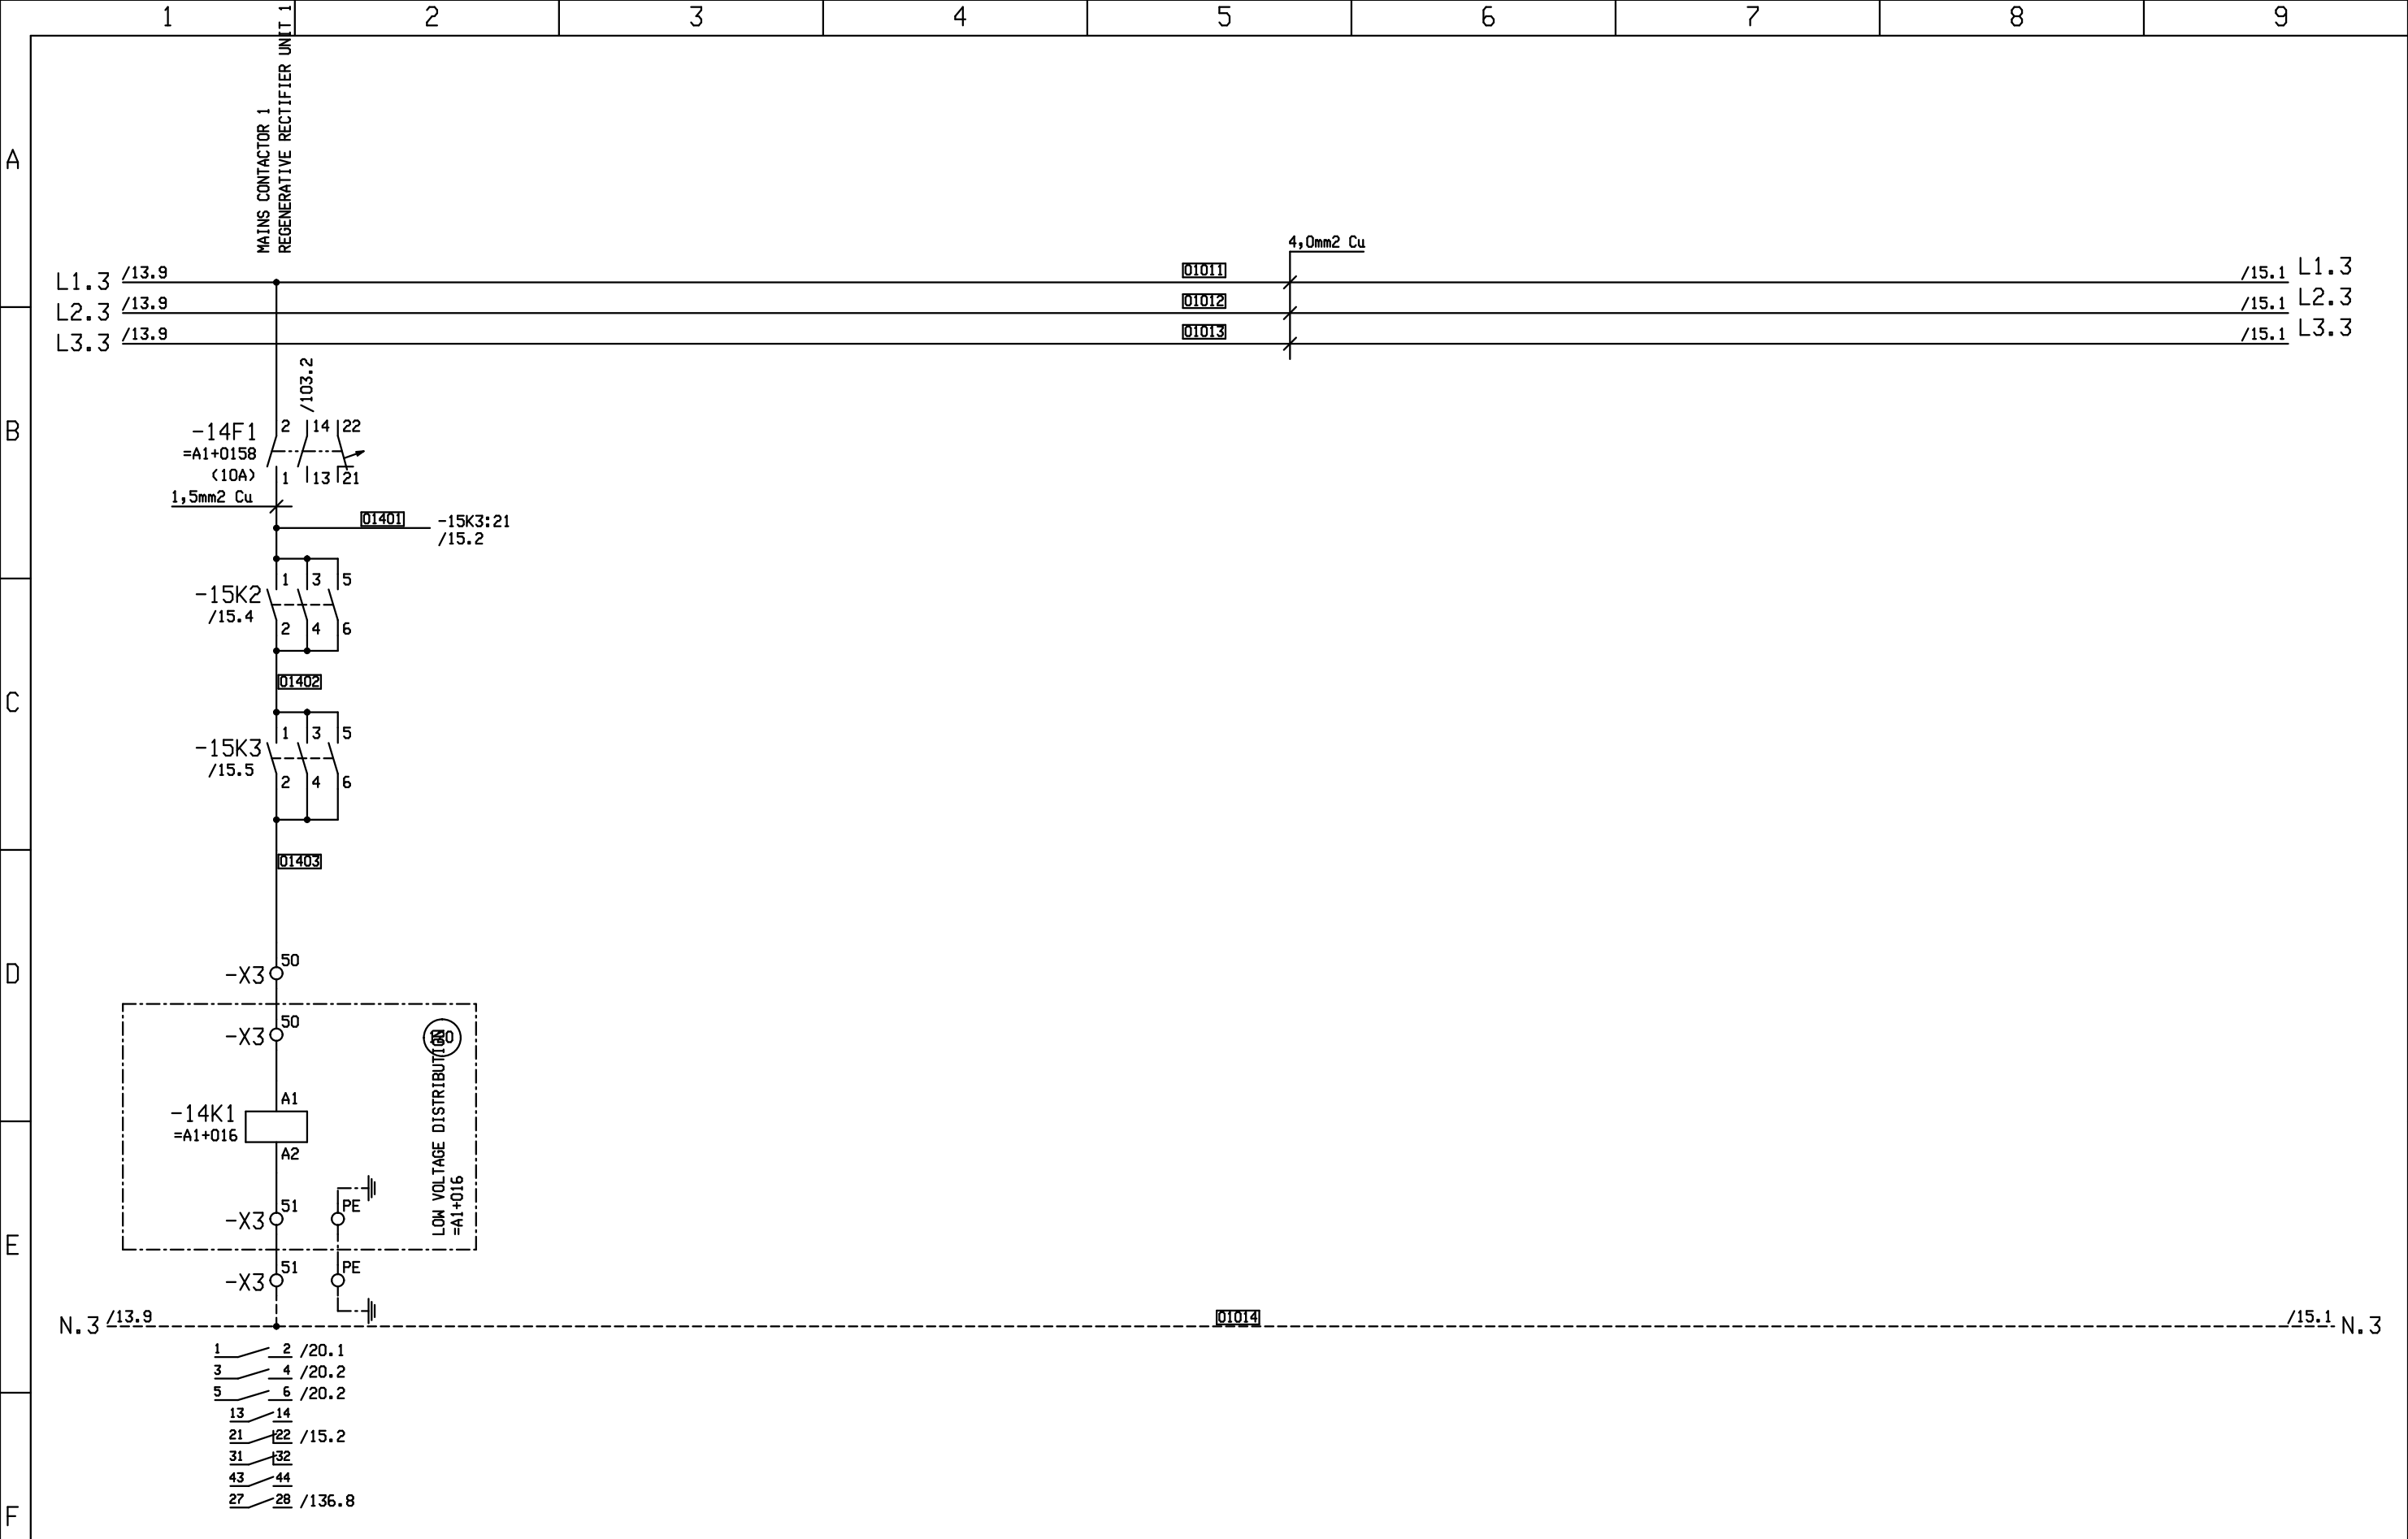 1 2 3 4 5 6 7 8 9
MAINS CONTACTOR 1
REGENERATIVE RECTIFIER UNIT 1
A
4,0mm2 Cu
L1.3 /13.9 01011 /15.1 L1.3
L2.3 /13.9 01012 /15.1 L2.3
L3.3 /13.9 01013 /15.1 L3.3
/103.2
B
-14F1 2 14 22
=A1+0158
(10A) 1 13 21
1,5mm2 Cu
01401 -15K3:21
/15.2
1 3 5
-15K2
/15.4
2 4 6
01402
C
1 3 5
-15K3
/15.5
2 4 6
01403
D
-X3 50
-X3 50
LOW VOLTAGE DISTRIBUTION
=A1+016
A1
-14K1
=A1+016
A2
-X3 51 PE
E
-X3 51 PE
N.3 /13.9 01014 /15.1 N.3
1 2 /20.1
3 4 /20.2
5 6 /20.2
13 14
21 22 /15.2
31 32
43 44
27 28 /136.8
F